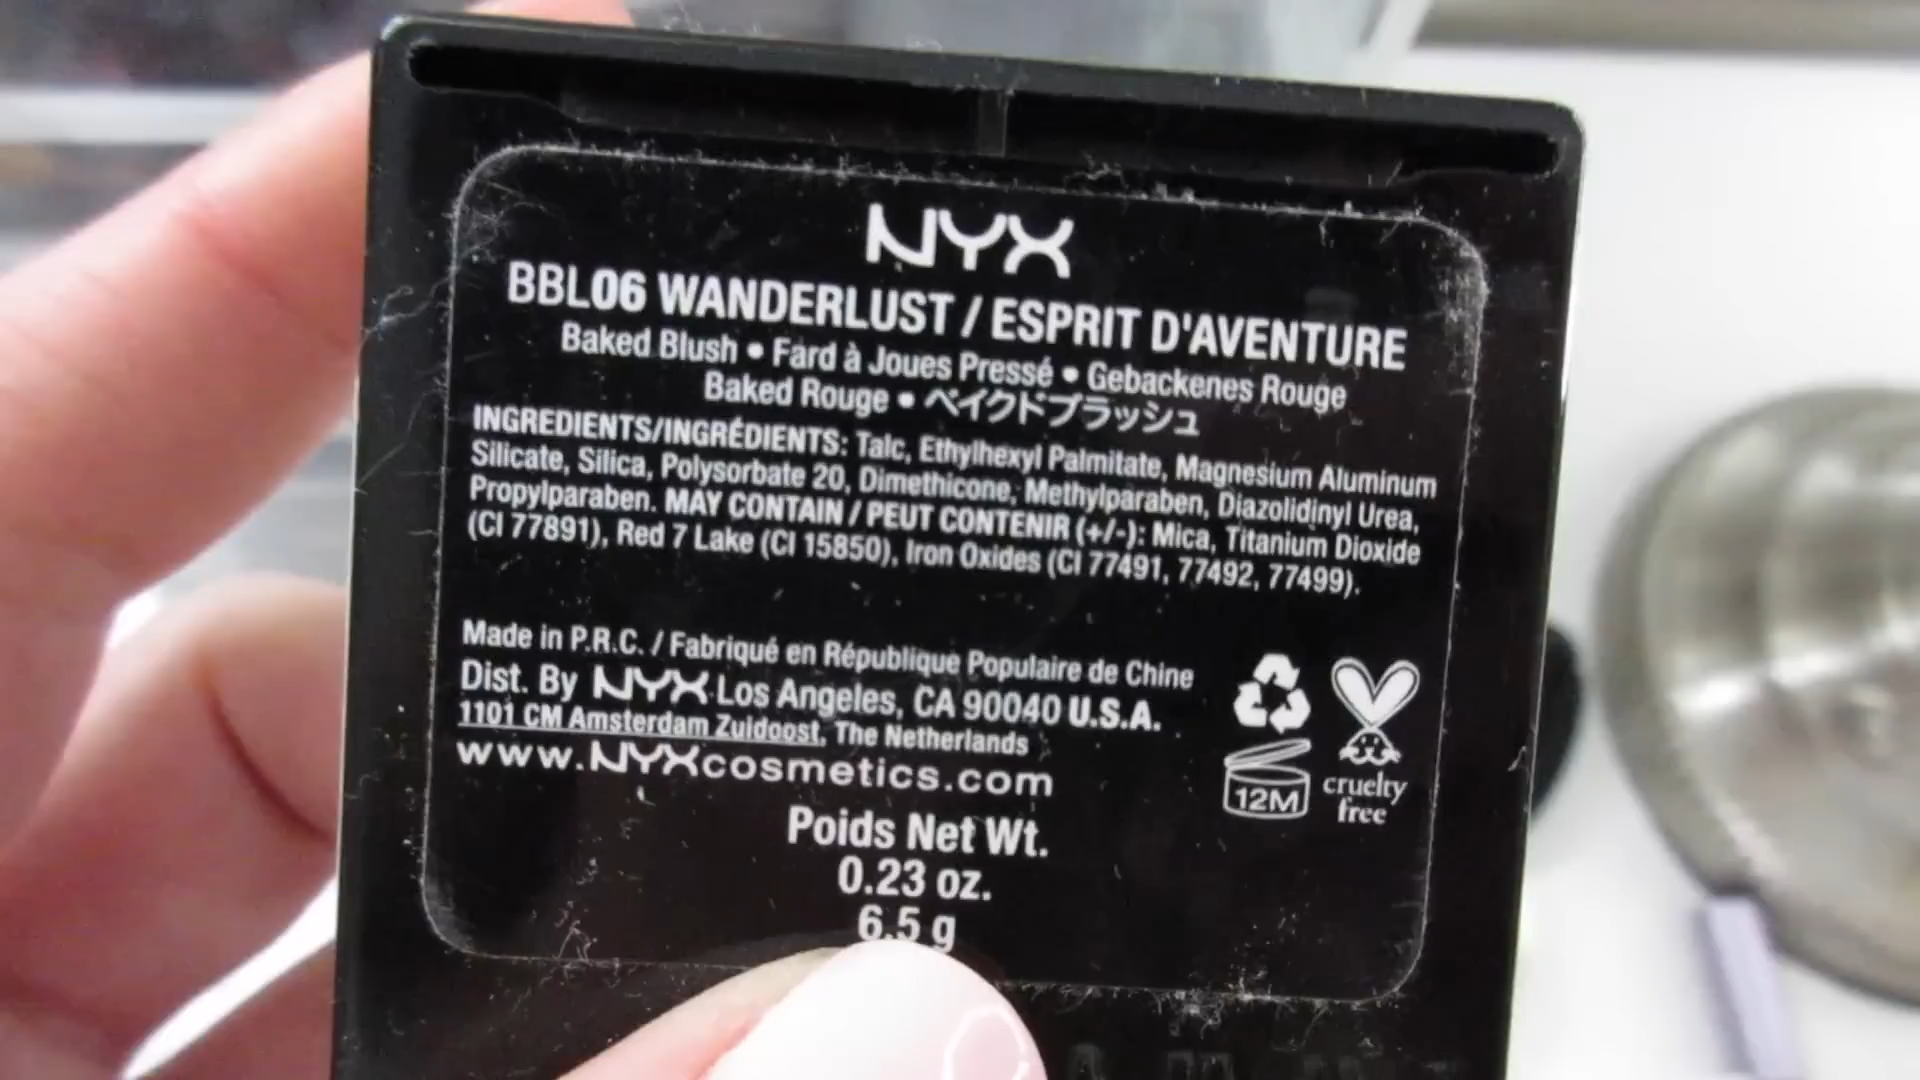 NYX
BBL06 WANDERLUST / ESPRIT D'AVENTURE
Baked Blush • Fard à Joues Pressé • Gebackenes Rouge
Baked Rouge • ベイクドブラッシュ
INGREDIENTS/INGRÉDIENTS: Talc, Ethylhexyl Palmitate, Magnesium Aluminum
Silicate, Silica, Polysorbate 20, Dimethicone, Methylparaben, Diazolidinyl Urea,
Propylparaben. MAY CONTAIN / PEUT CONTENIR (+/-): Mica, Titanium Dioxide
(CI 77891), Red 7 Lake (CI 15850), Iron Oxides (CI 77491, 77492, 77499).
Made in P.R.C. / Fabriqué en République Populaire de Chine
Dist. By NYX Los Angeles, CA 90040 U.S.A.
1101 CM Amsterdam Zuidoost, The Netherlands
www.NYXcosmetics.com
12M
cruelty
free
Poids Net Wt.
0.23 oz.
6.5 g